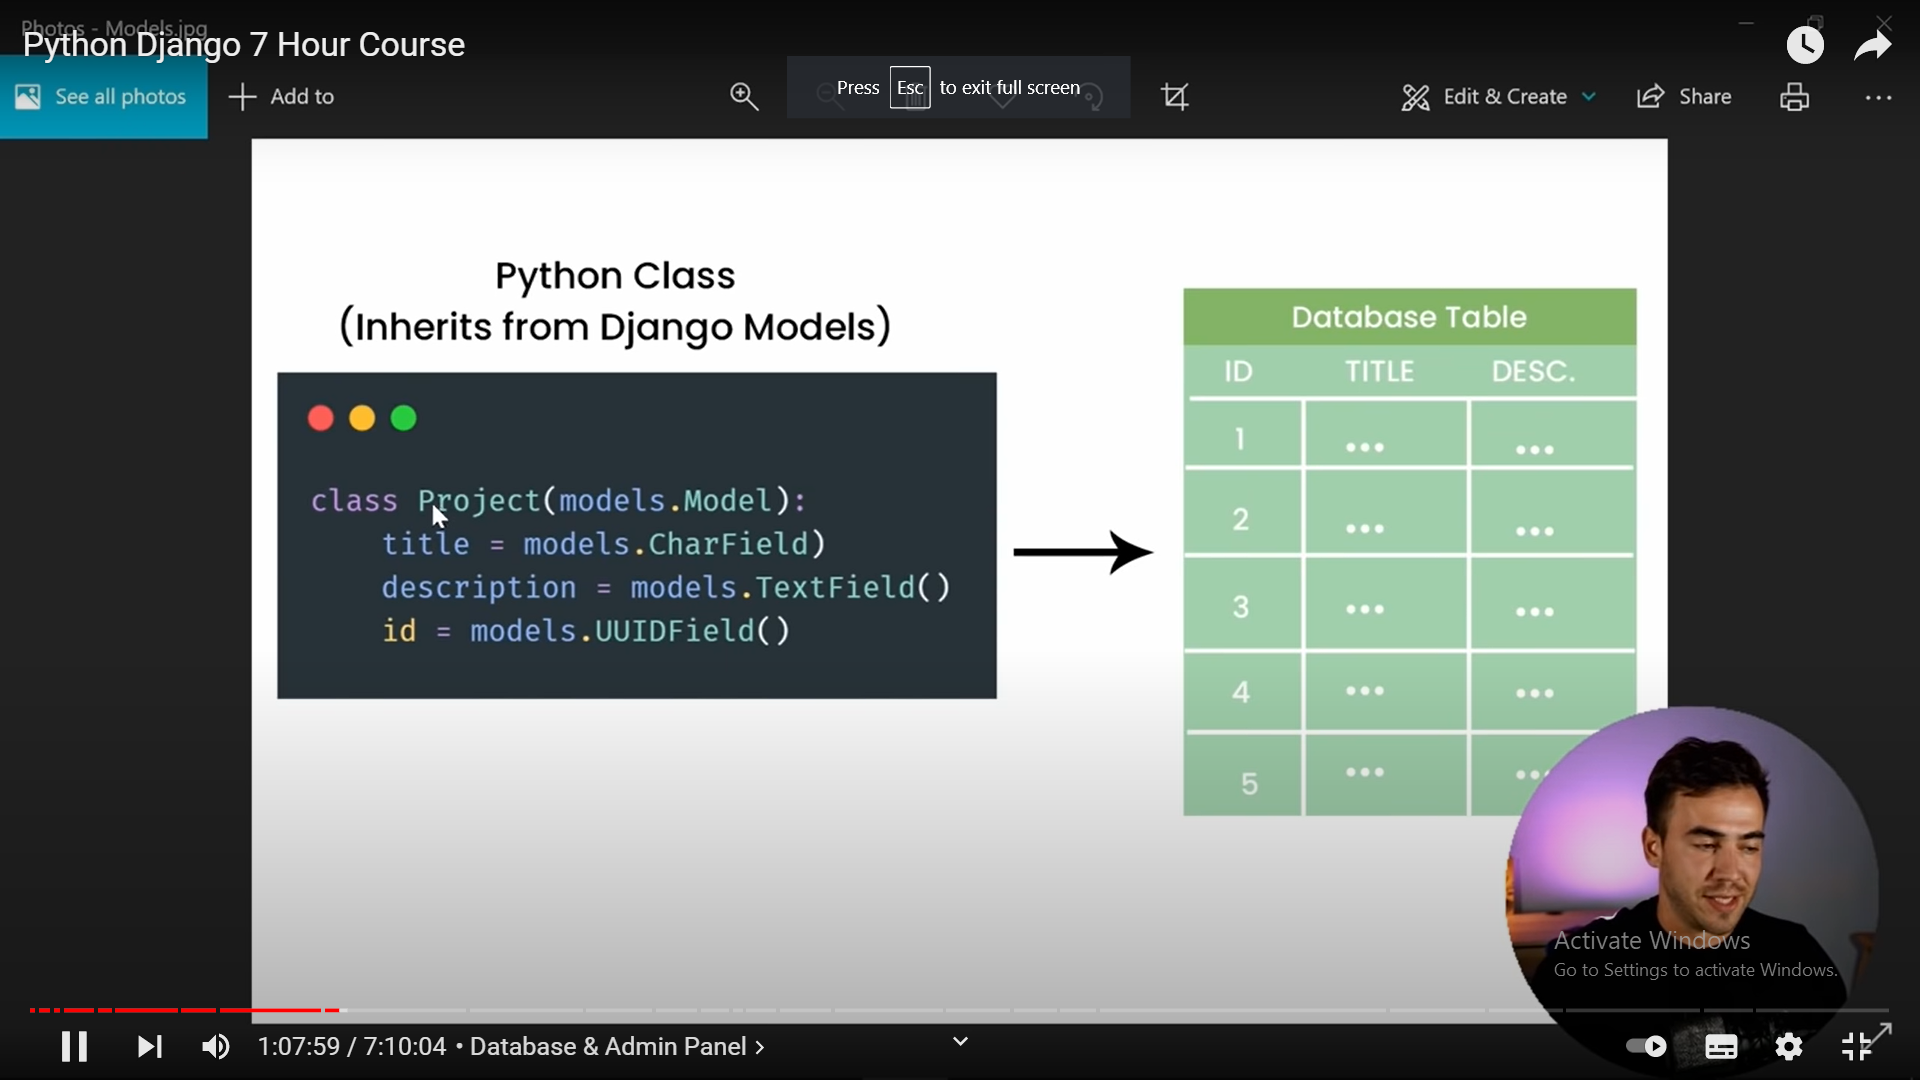 Photos - Models.jpg
Python Django 7 Hour Course
See all photos
Add to
Press Esc to exit full screen
Edit & Create
Share
Python Class
(Inherits from Django Models)
class Project(models.Model):
title = models.CharField)
description = models.TextField()
id = models.UUIDField()
Database Table
ID TITLE DESC.
1 ... ...
2 ... ...
3 ... ...
4 ... ...
5 ... ...
Activate Windows
Go to Settings to activate Windows.
1:07:59 / 7:10:04 • Database & Admin Panel >